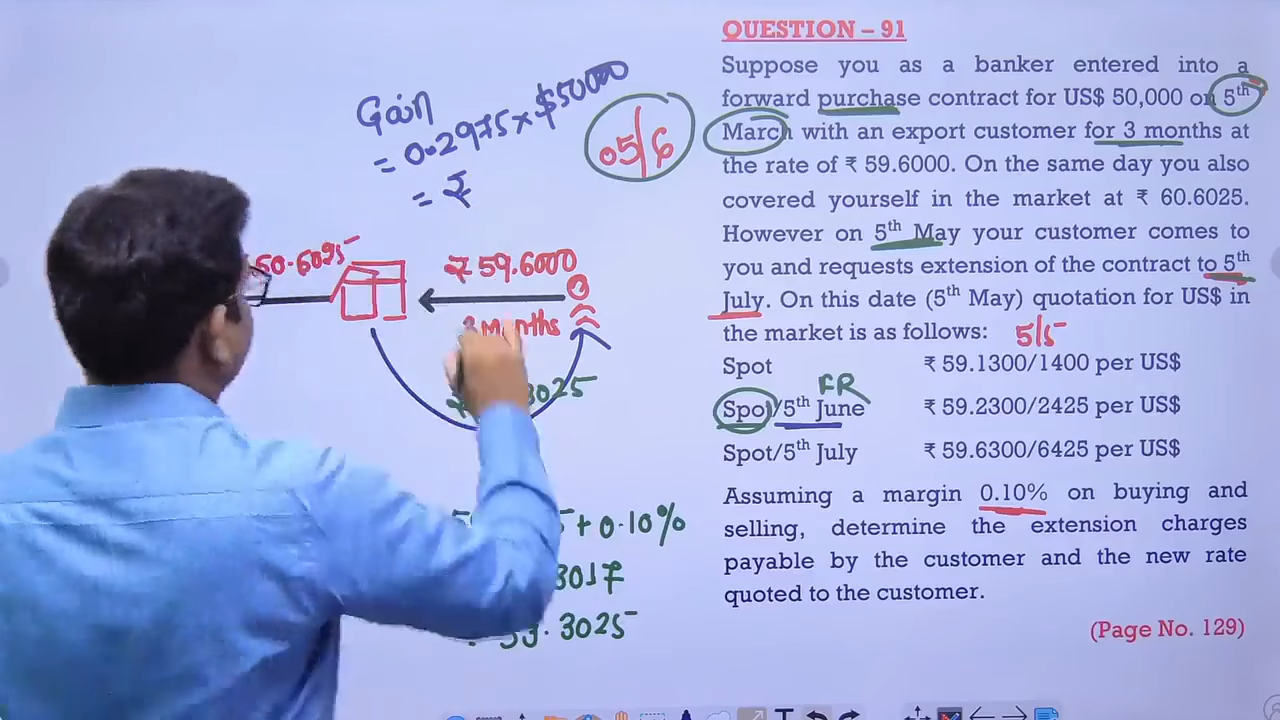 QUESTION – 91
Suppose you as a banker entered into a
forward purchase contract for US$ 50,000 on 5th
March with an export customer for 3 months at
the rate of ₹ 59.6000. On the same day you also
covered yourself in the market at ₹ 60.6025.
However on 5th May your customer comes to
you and requests extension of the contract to 5th
July. On this date (5th May) quotation for US$ in
the market is as follows: 5/5
Spot ₹ 59.1300/1400 per US$
FR
Spot/5th June ₹ 59.2300/2425 per US$
Spot/5th July ₹ 59.6300/6425 per US$
Assuming a margin 0.10% on buying and
selling, determine the extension charges
payable by the customer and the new rate
quoted to the customer.
(Page No. 129)
Gain
= 0.2975 × $50000
= ₹
05/6
₹ 59.6000
3 Months
3025
+ 0.10%
3017
59.3025